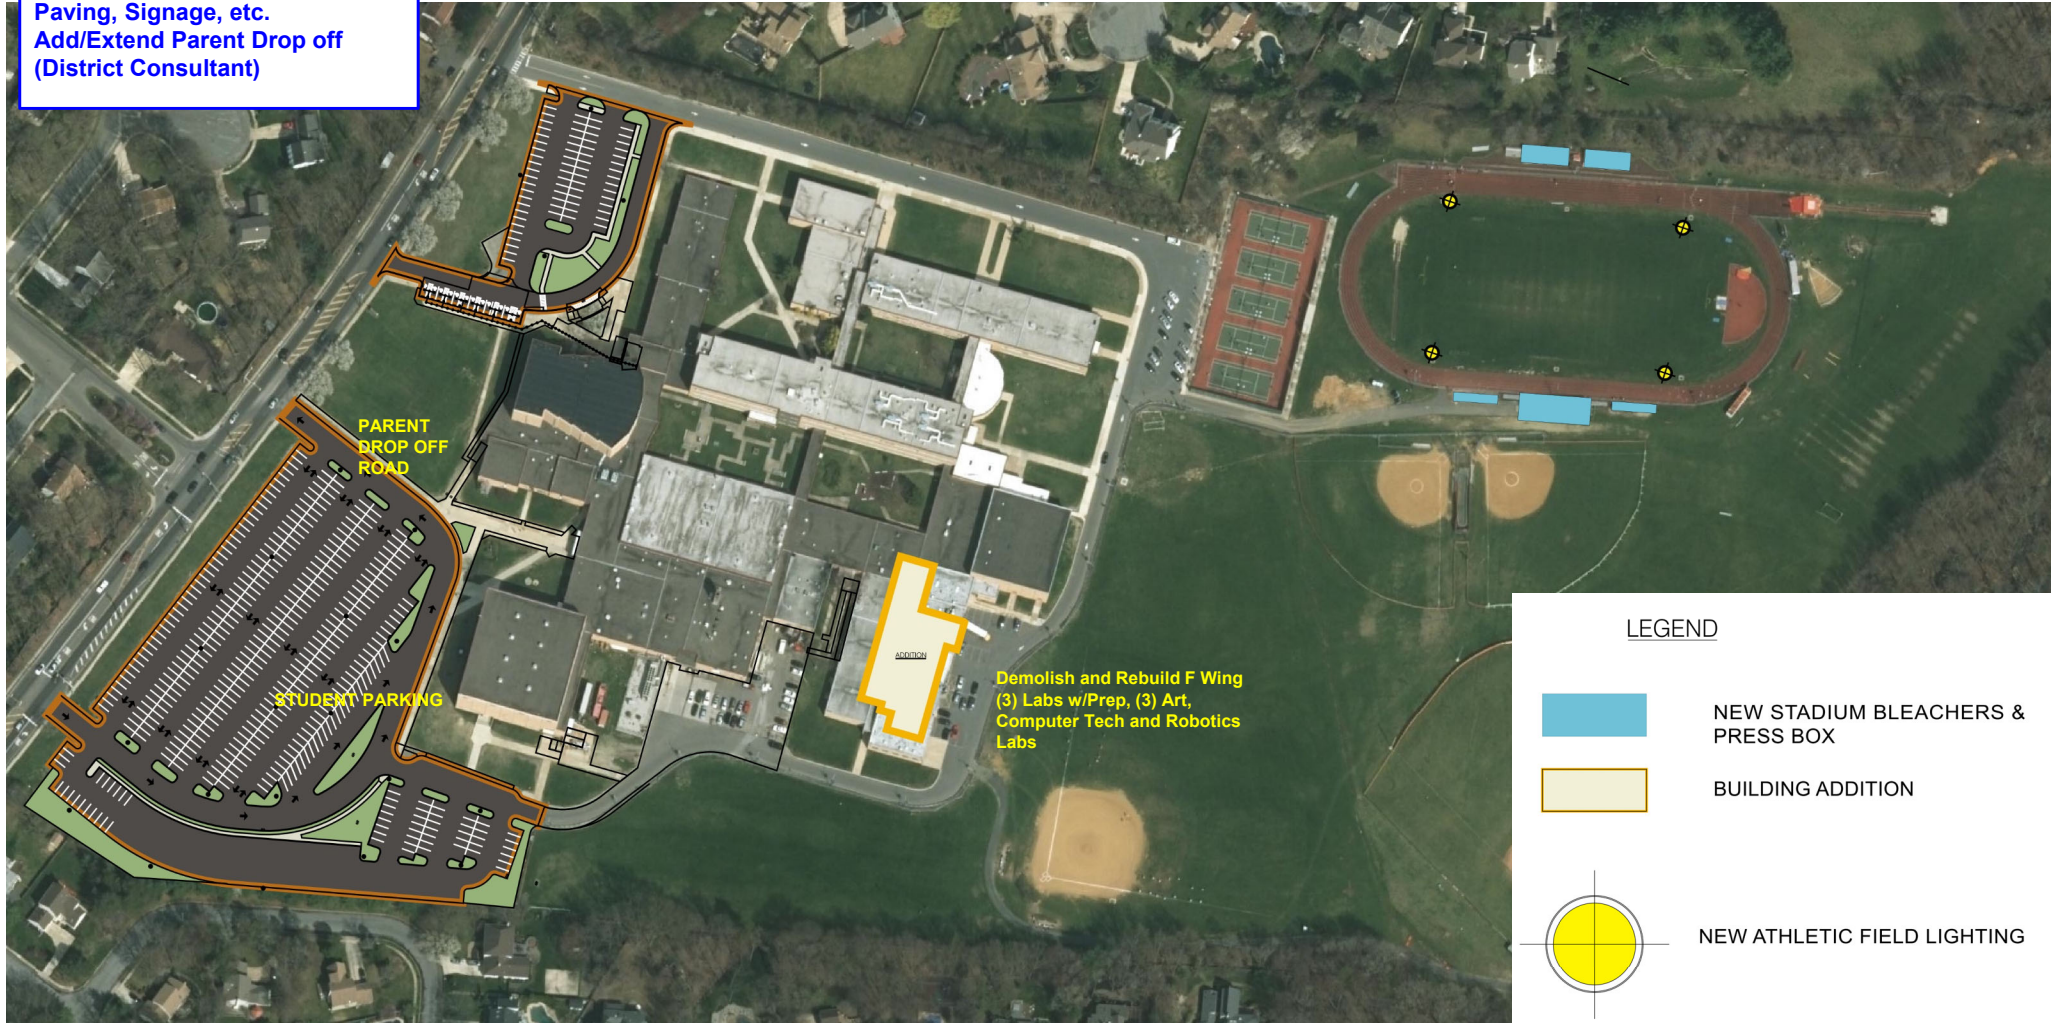 Paving, Signage, etc.
Add/Extend Parent Drop off
(District Consultant)
PARENT
DROP OFF
ROAD
STUDENT PARKING
ADDITION
Demolish and Rebuild F Wing
(3) Labs w/Prep, (3) Art,
Computer Tech and Robotics
Labs
LEGEND
NEW STADIUM BLEACHERS &
PRESS BOX
BUILDING ADDITION
NEW ATHLETIC FIELD LIGHTING